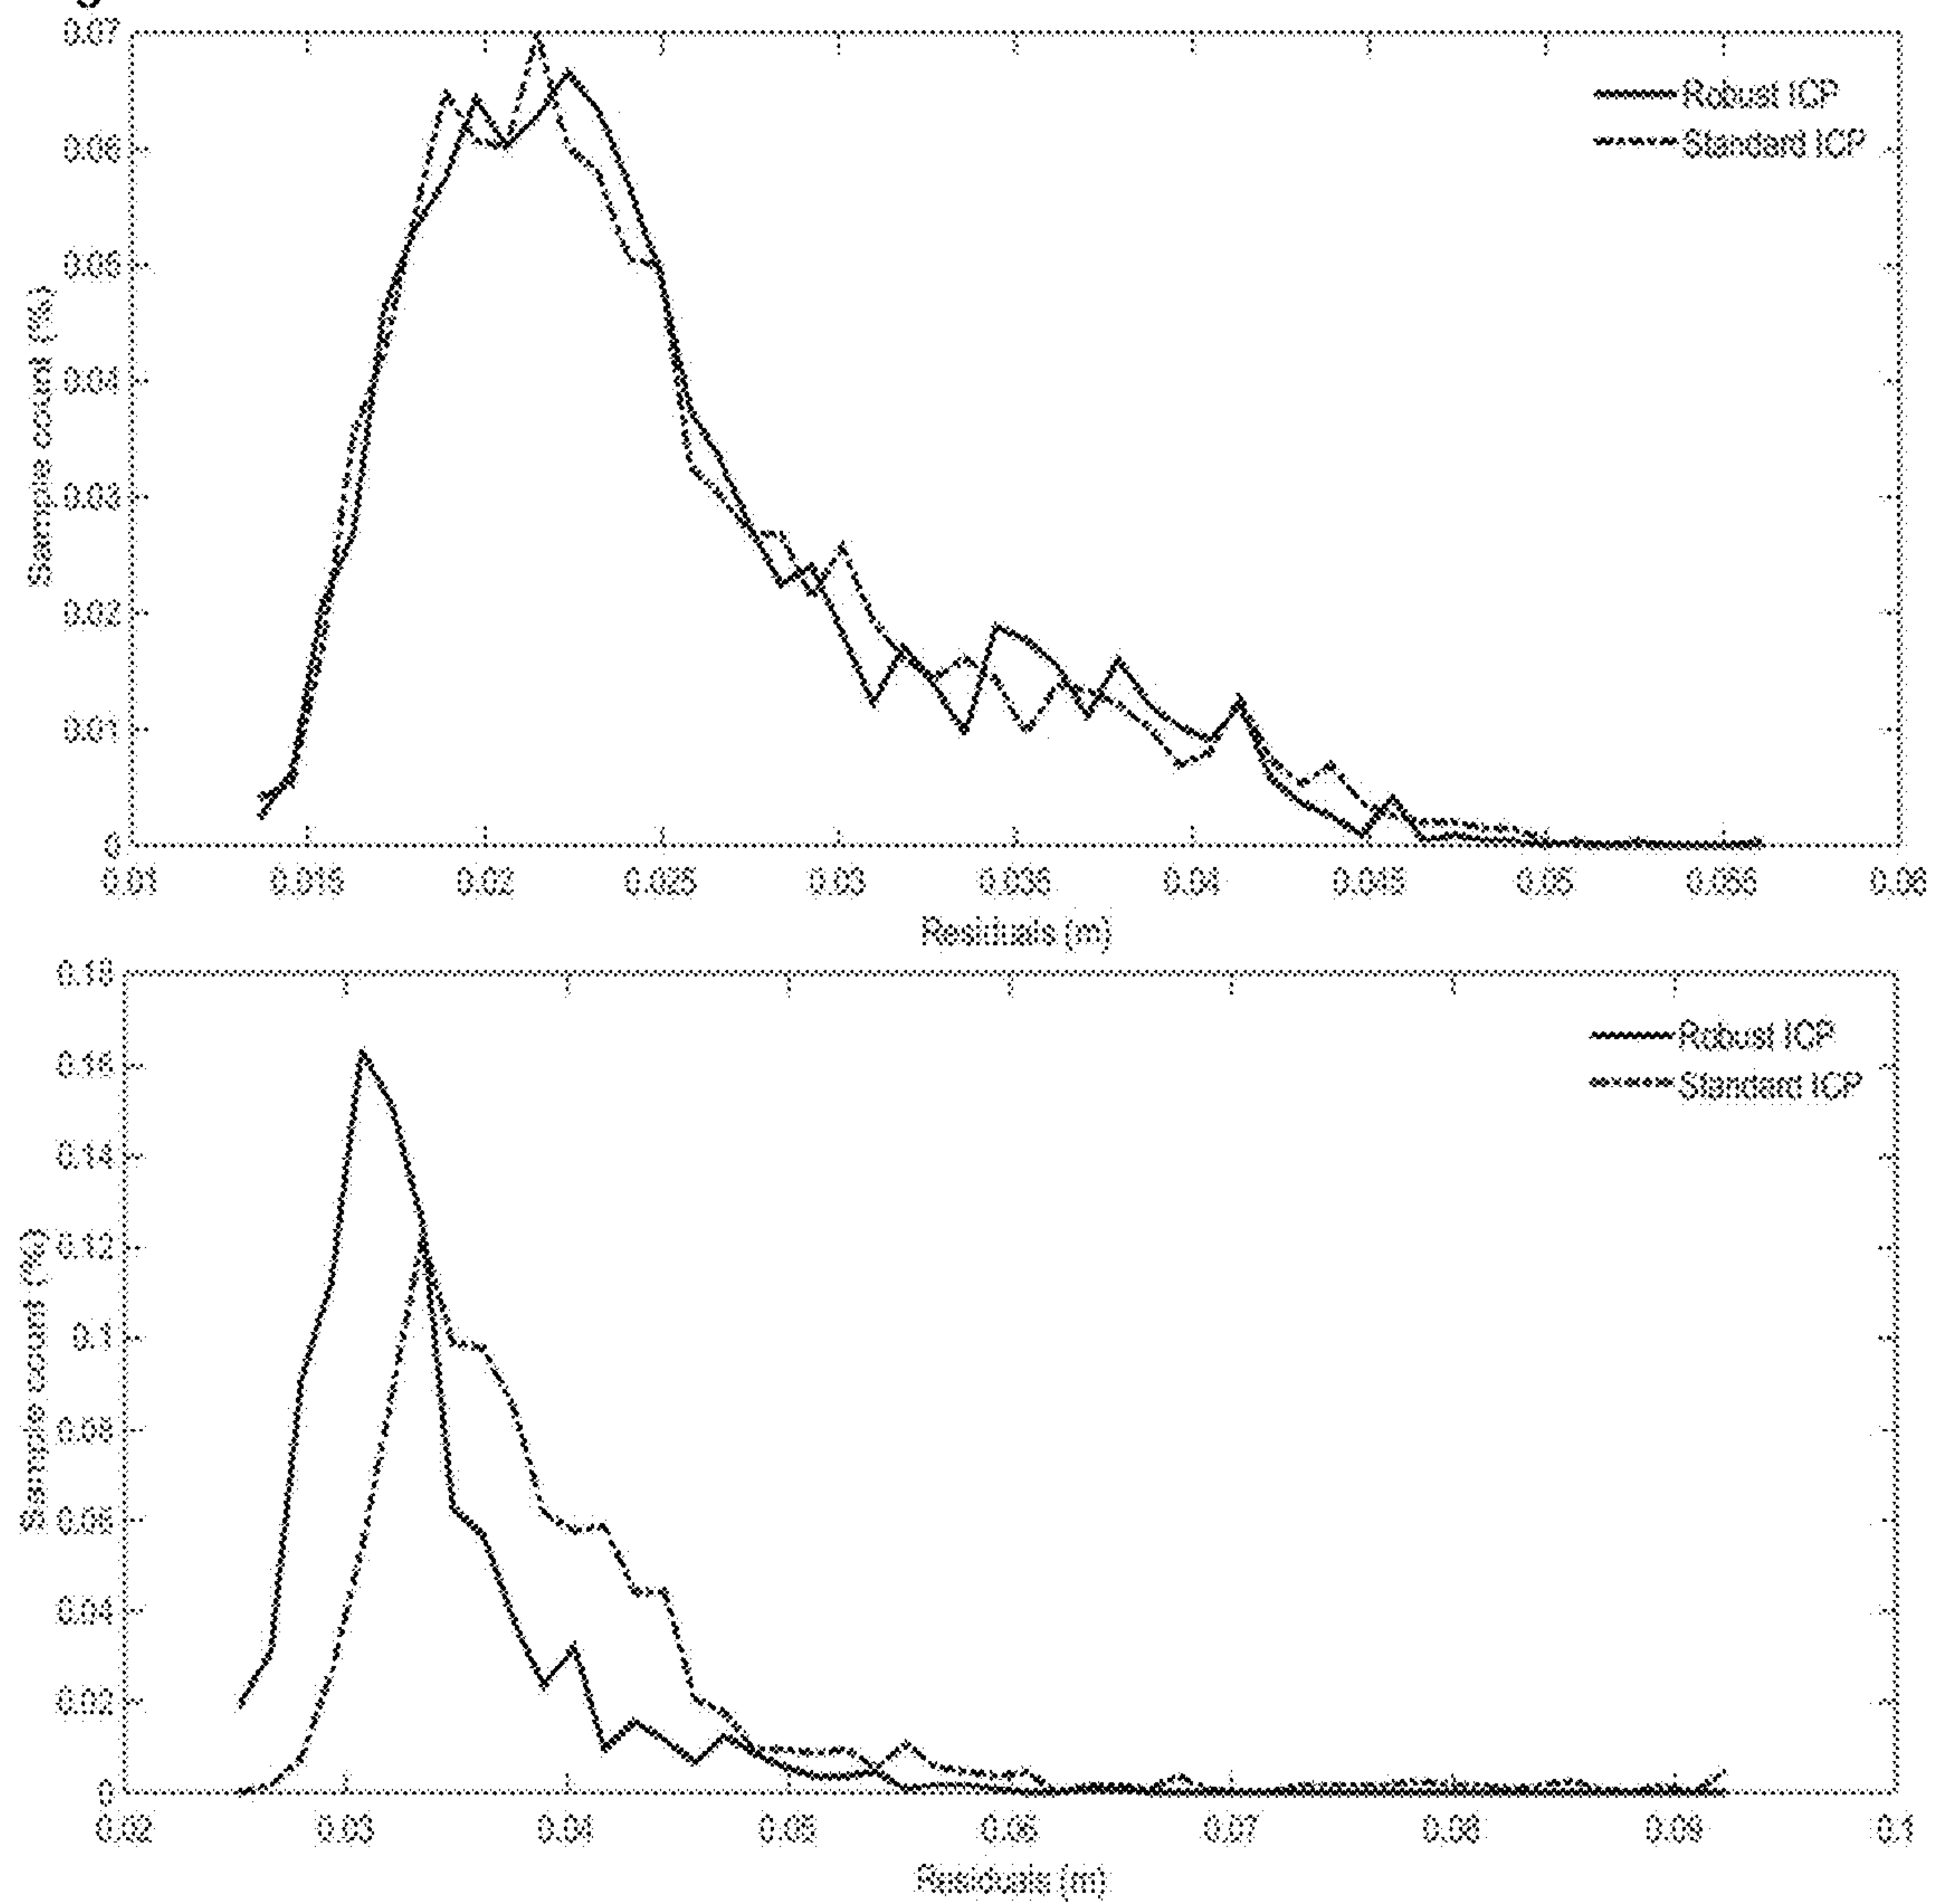 0.07
Robust ICP
0.06
Standard ICP
0.05
Sample count (%)
0.04
0.03
0.02
0.01
0
0.01 0.015 0.02 0.025 0.03 0.035 0.04 0.045 0.05 0.055 0.06
Residuals (m)
0.18
Robust ICP
0.16
Standard ICP
0.14
0.12
Sample count (%)
0.1
0.08
0.06
0.04
0.02
0
0.02 0.03 0.04 0.05 0.06 0.07 0.08 0.09 0.1
Residuals (m)